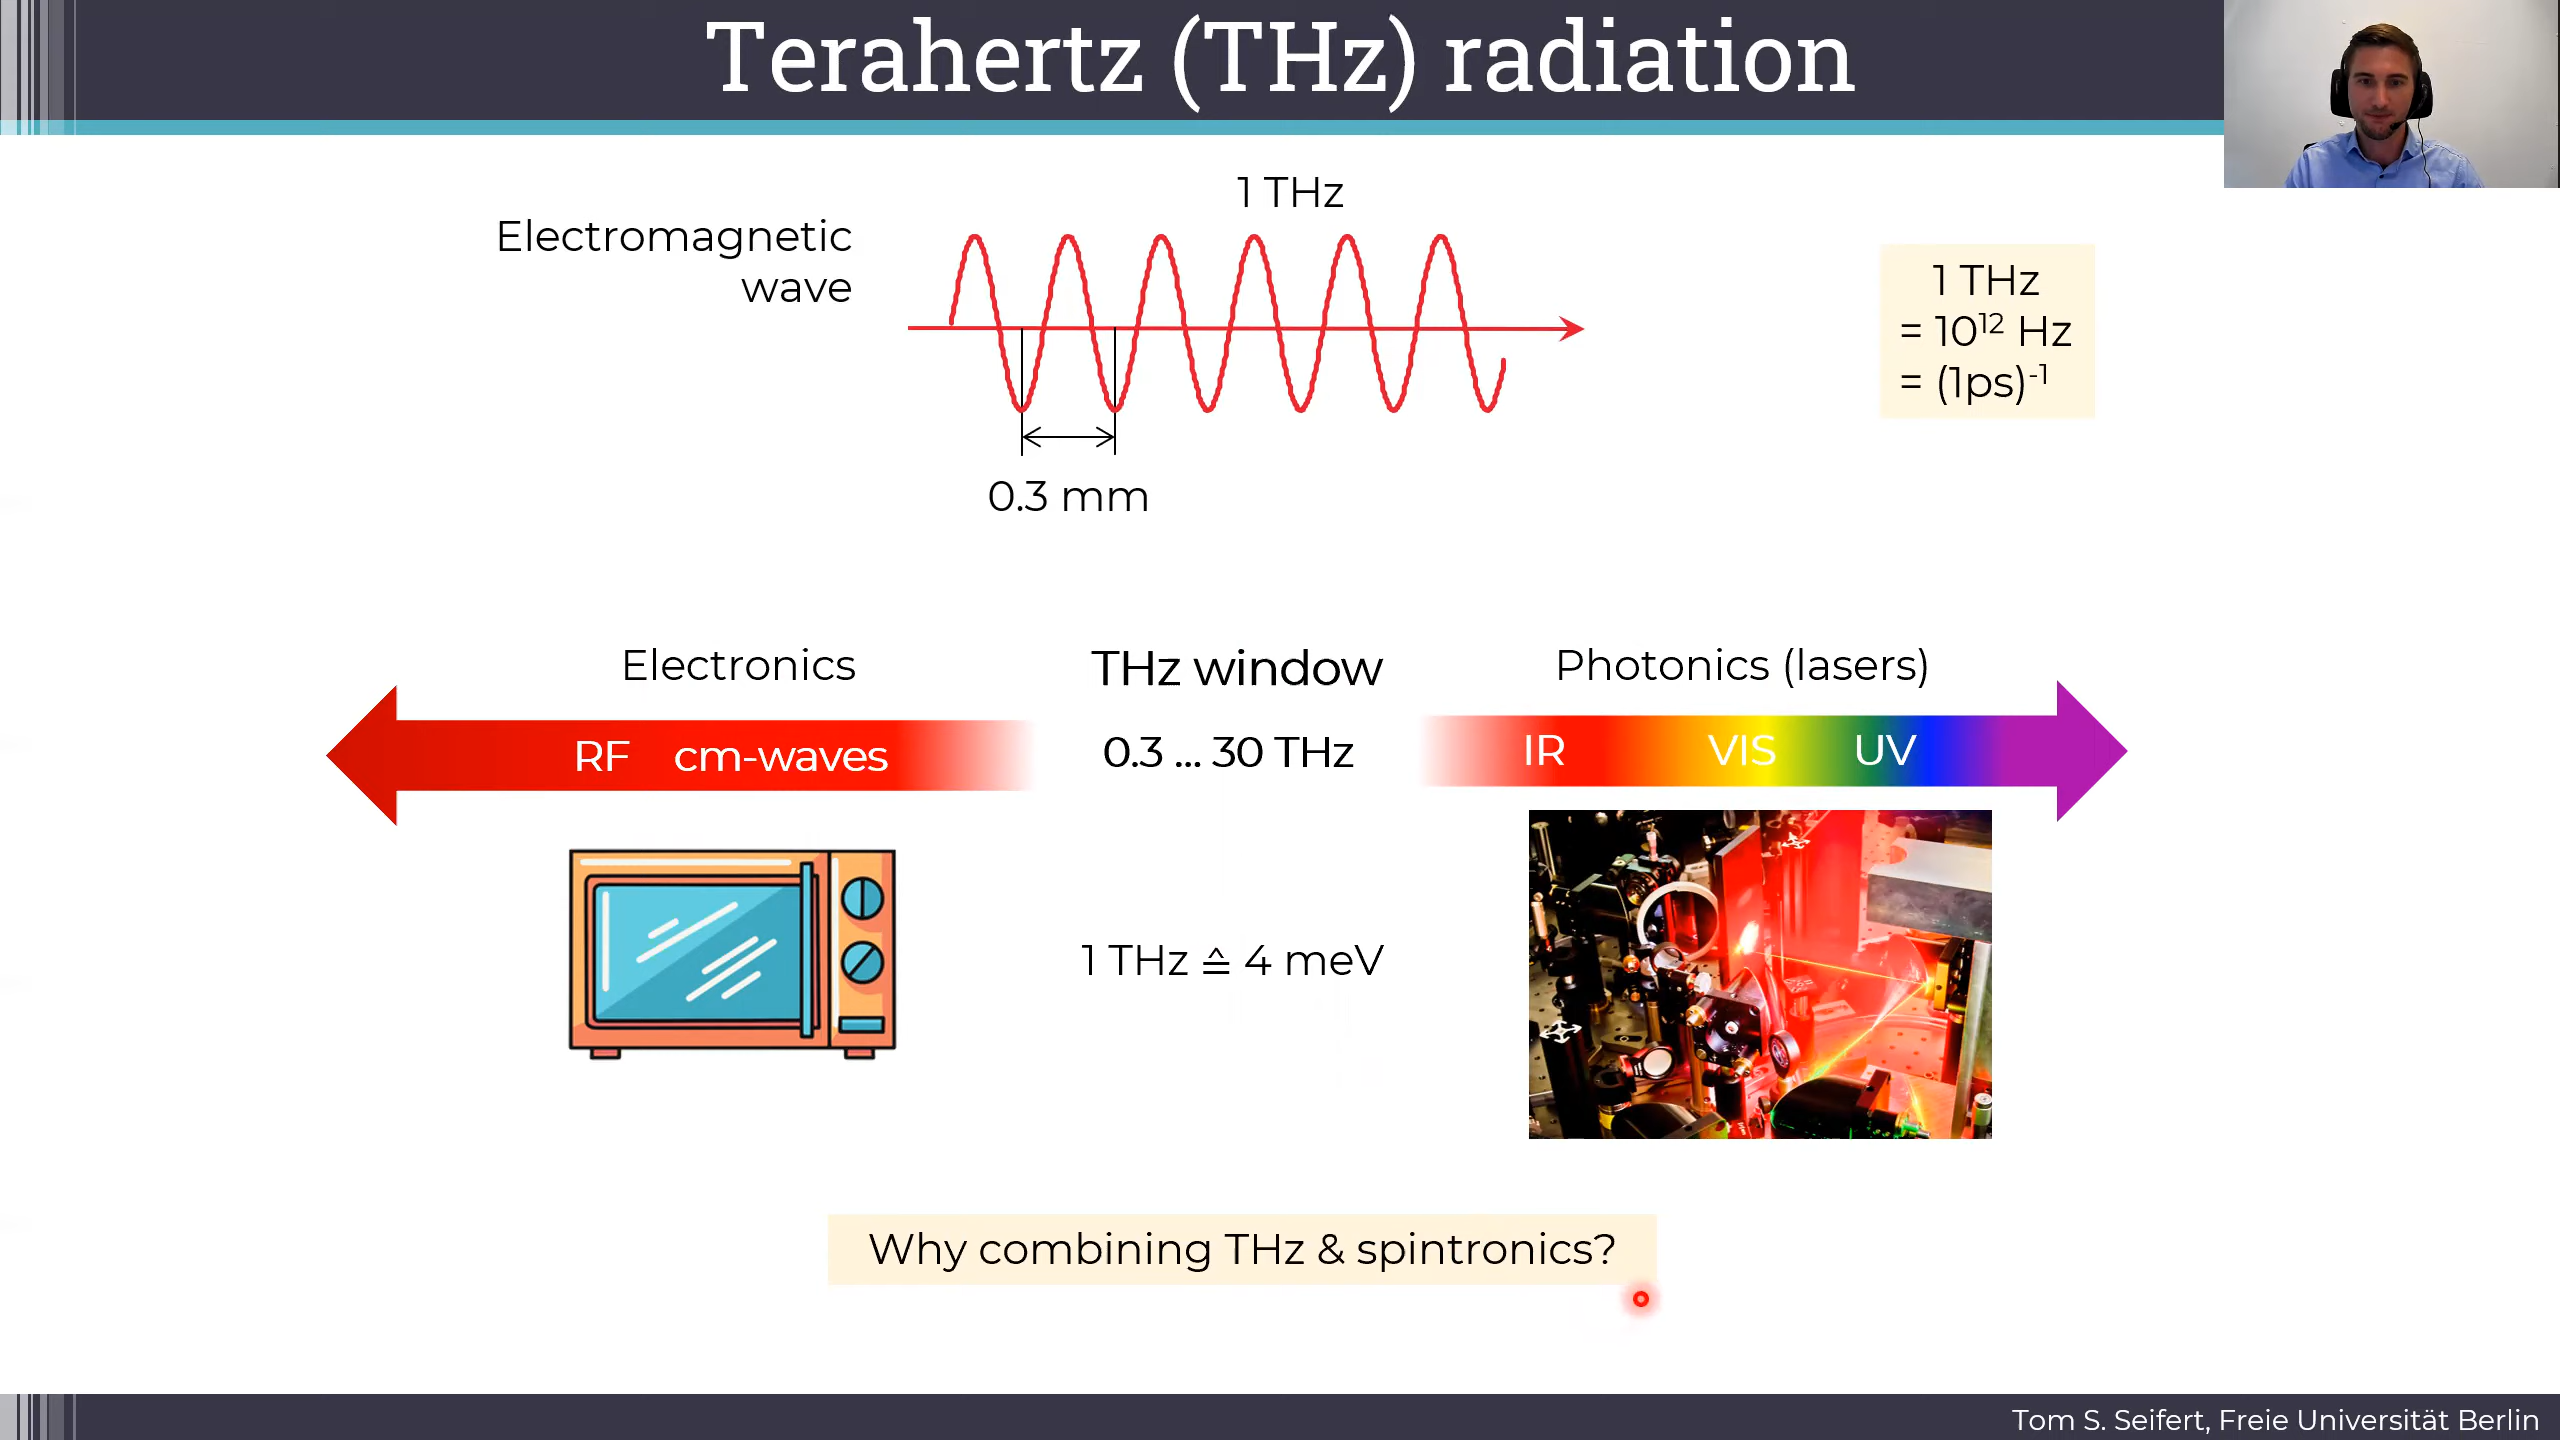 Terahertz (THz) radiation
1 THz
Electromagnetic
wave
1 THz
= 10¹² Hz
= (1ps)⁻¹
0.3 mm
Electronics
THz window
Photonics (lasers)
RF cm-waves
0.3 ... 30 THz
IR VIS UV
1 THz ≙ 4 meV
Why combining THz & spintronics?
Tom S. Seifert, Freie Universität Berlin